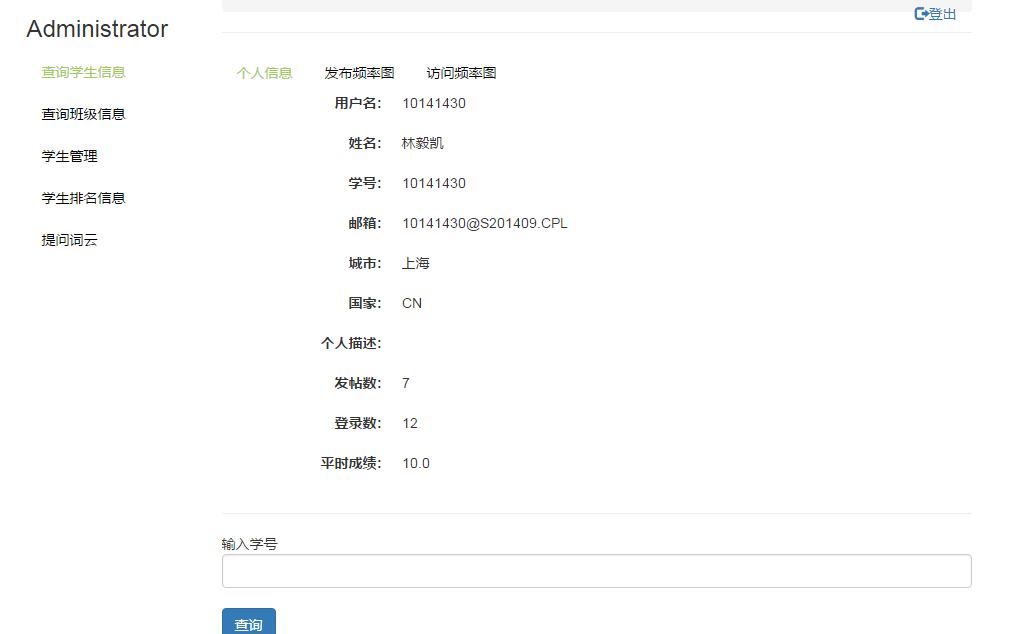 登出
Administrator
查询学生信息
查询班级信息
学生管理
学生排名信息
提问词云
个人信息 发布频率图 访问频率图
用户名: 10141430
姓名: 林毅凯
学号: 10141430
邮箱: 10141430@S201409.CPL
城市: 上海
国家: CN
个人描述:
发帖数: 7
登录数: 12
平时成绩: 10.0
输入学号
查询